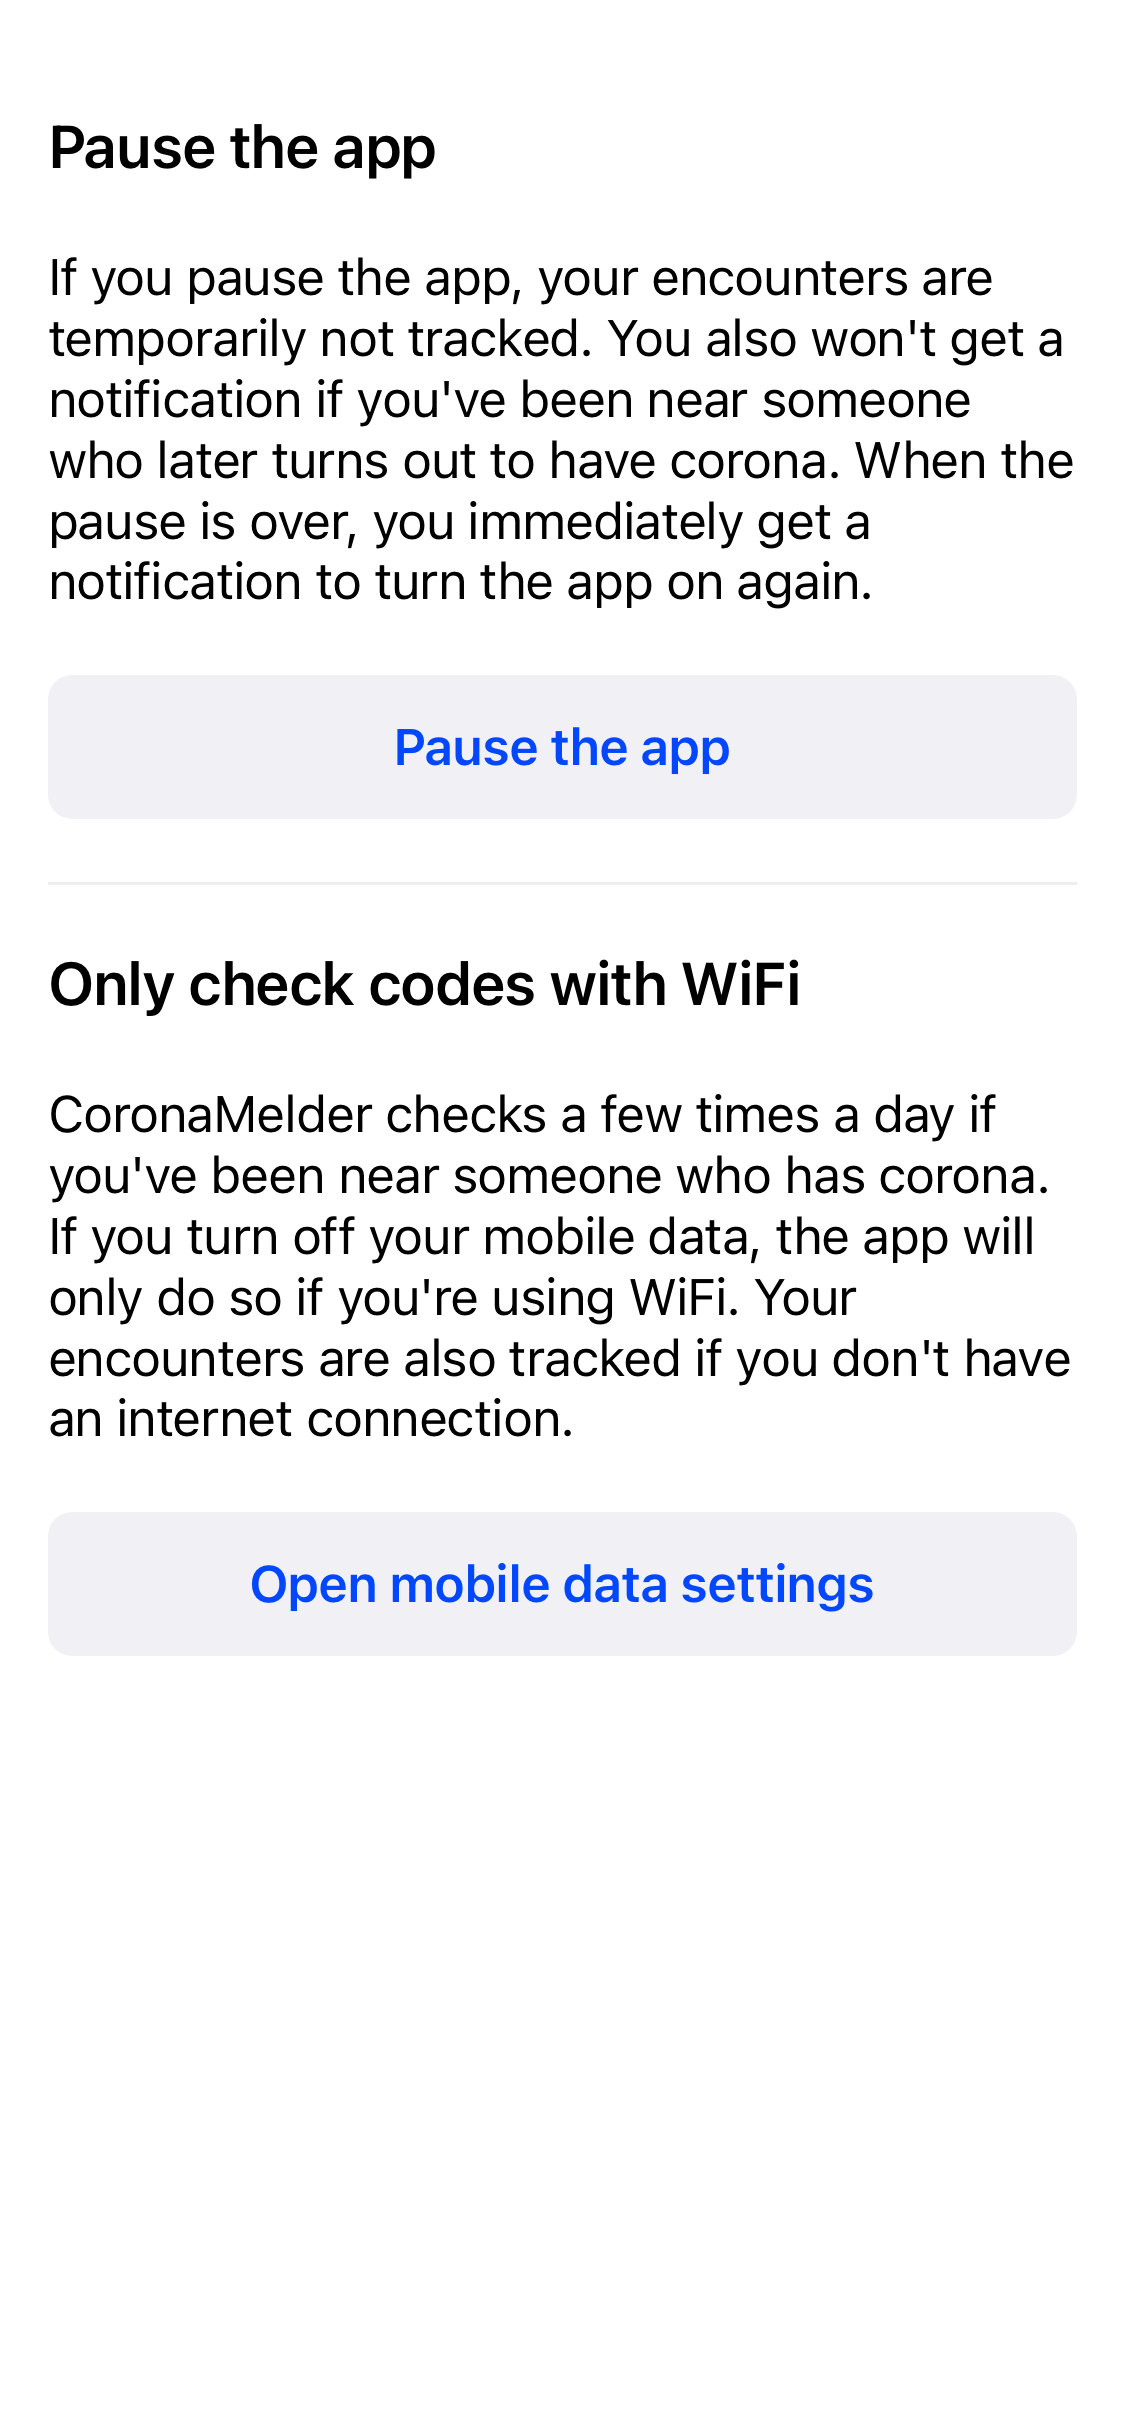 Pause the app
If you pause the app, your encounters are
temporarily not tracked. You also won't get a
notification if you've been near someone
who later turns out to have corona. When the
pause is over, you immediately get a
notification to turn the app on again.
Pause the app
Only check codes with WiFi
CoronaMelder checks a few times a day if
you've been near someone who has corona.
If you turn off your mobile data, the app will
only do so if you're using WiFi. Your
encounters are also tracked if you don't have
an internet connection.
Open mobile data settings